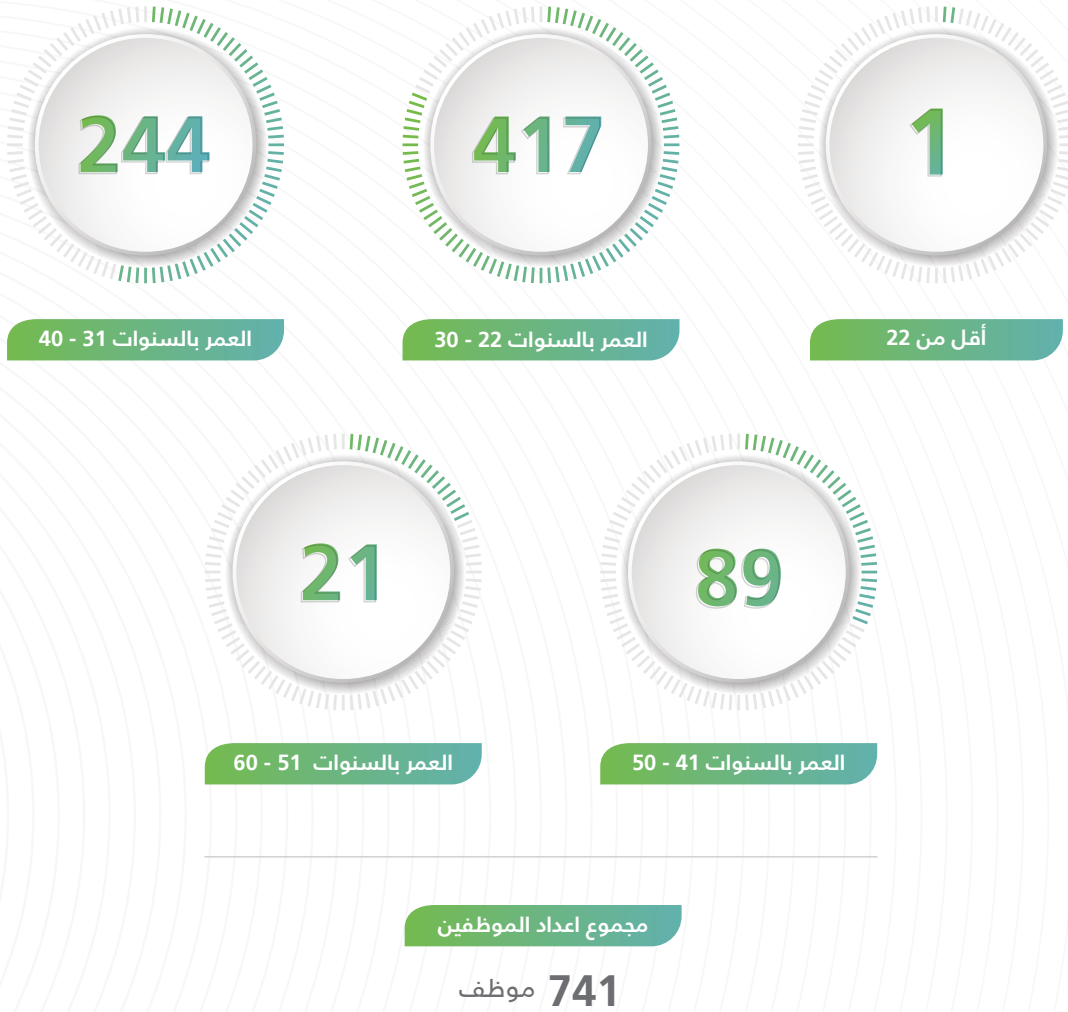 1
أقل من 22
417
العمر بالسنوات 22 - 30
244
العمر بالسنوات 31 - 40
89
العمر بالسنوات 41 - 50
21
العمر بالسنوات 51 - 60
مجموع اعداد الموظفين
741 موظف